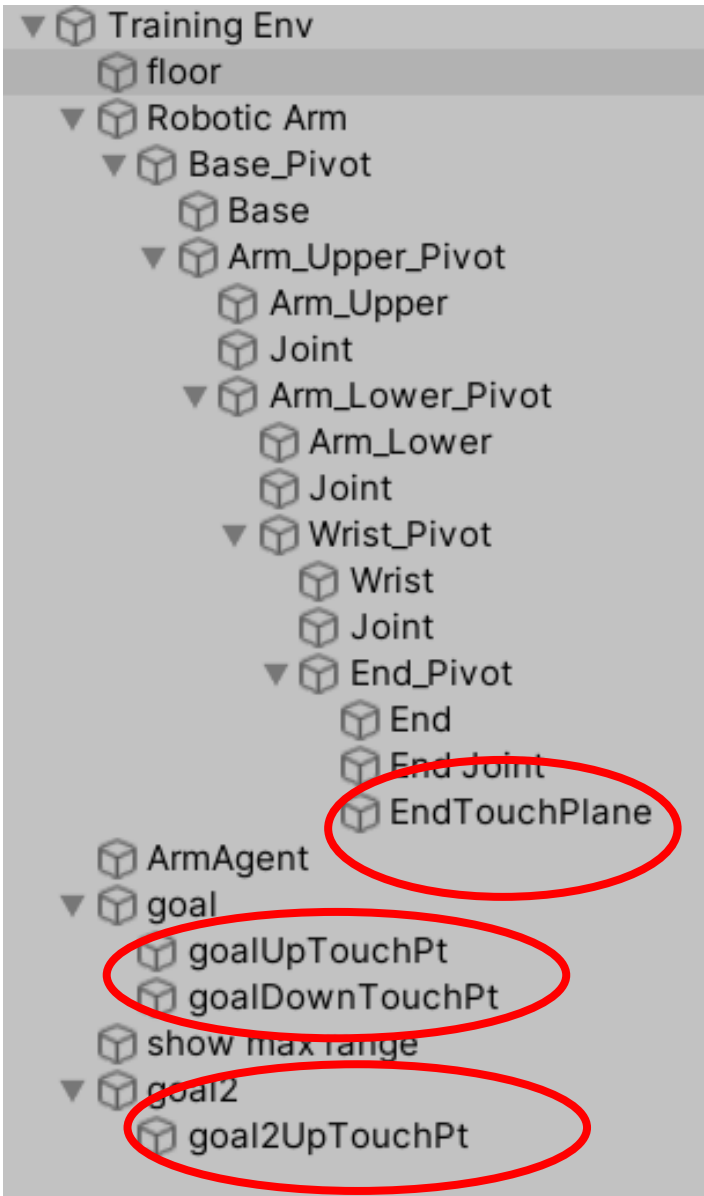 Training Env
floor
Robotic Arm
Base_Pivot
Base
Arm_Upper_Pivot
Arm_Upper
Joint
Arm_Lower_Pivot
Arm_Lower
Joint
Wrist_Pivot
Wrist
Joint
End_Pivot
End
End Joint
EndTouchPlane
ArmAgent
goal
goalUpTouchPt
goalDownTouchPt
show max range
goal2
goal2UpTouchPt